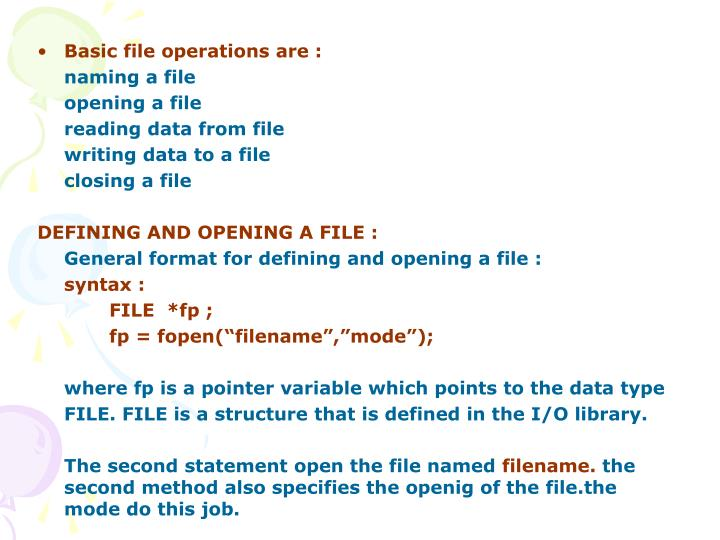 • Basic file operations are :
naming a file
opening a file
reading data from file
writing data to a file
closing a file
DEFINING AND OPENING A FILE :
General format for defining and opening a file :
syntax :
FILE *fp ;
fp = fopen(“filename”,”mode”);
where fp is a pointer variable which points to the data type
FILE. FILE is a structure that is defined in the I/O library.
The second statement open the file named filename. the
second method also specifies the openig of the file.the
mode do this job.